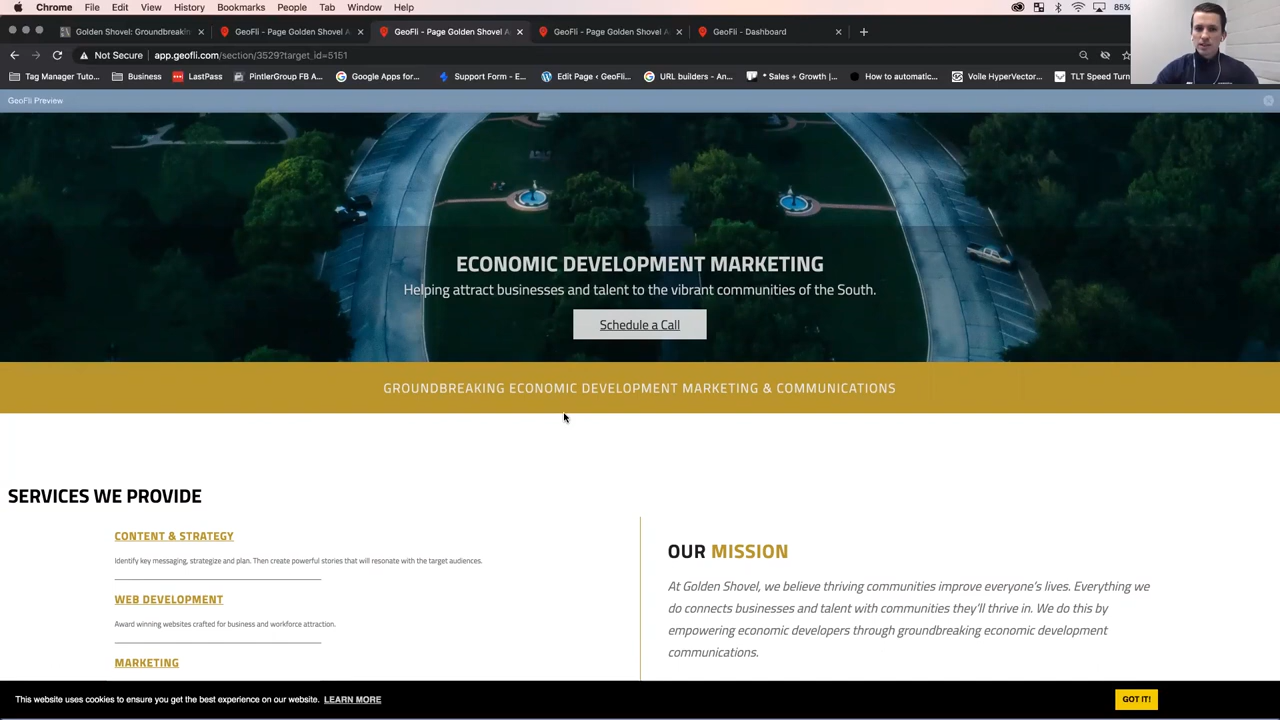 Chrome File Edit View History Bookmarks People Tab Window Help
85%
Golden Shovel: Groundbreakin
GeoFli - Page Golden Shovel A
GeoFli - Page Golden Shovel A
GeoFli - Page Golden Shovel A
GeoFli - Dashboard
Not Secure app.geofli.com/section/3529?target_id=5151
Tag Manager Tuto...
Business
LastPass
PintlerGroup FB A...
Google Apps for...
Support Form - E...
Edit Page ‹ GeoFli...
URL builders - An...
* Sales + Growth |...
How to automatic...
Voile HyperVector...
TLT Speed Turn
GeoFli Preview
ECONOMIC DEVELOPMENT MARKETING
Helping attract businesses and talent to the vibrant communities of the South.
Schedule a Call
GROUNDBREAKING ECONOMIC DEVELOPMENT MARKETING & COMMUNICATIONS
SERVICES WE PROVIDE
CONTENT & STRATEGY
Identify key messaging, strategize and plan. Then create powerful stories that will resonate with the target audiences.
WEB DEVELOPMENT
Award winning websites crafted for business and workforce attraction.
MARKETING
OUR MISSION
At Golden Shovel, we believe thriving communities improve everyone's lives. Everything we
do connects businesses and talent with communities they'll thrive in. We do this by
empowering economic developers through groundbreaking economic development
communications.
This website uses cookies to ensure you get the best experience on our website. LEARN MORE
GOT IT!